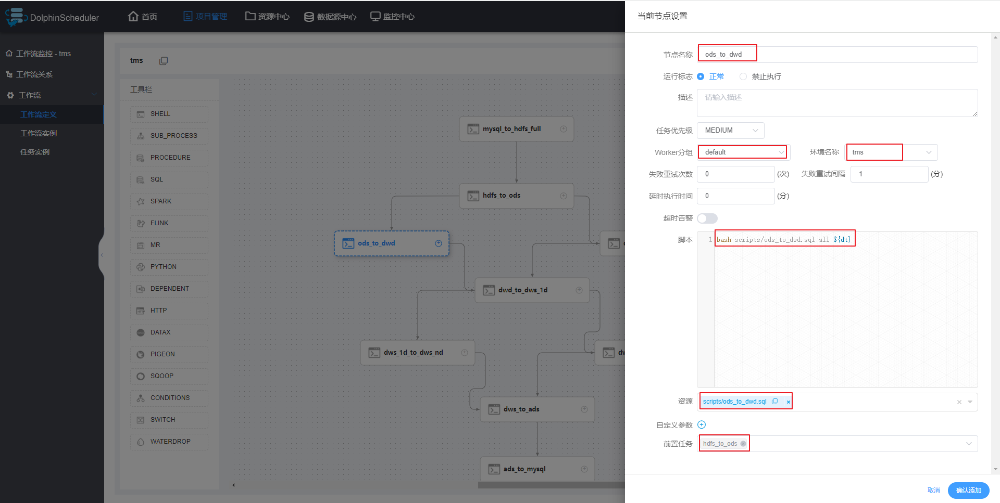 DolphinScheduler
首页
项目管理
资源中心
数据源中心
监控中心
工作流监控 - tms
工作流关系
工作流
工作流定义
工作流实例
任务实例
tms
工具栏
SHELL
SUB_PROCESS
PROCEDURE
SQL
SPARK
FLINK
MR
PYTHON
DEPENDENT
HTTP
DATAX
PIGEON
SQOOP
CONDITIONS
SWITCH
WATERDROP
mysql_to_hdfs_full
hdfs_to_ods
ods_to_dwd
dwd_to_dws_1d
dws_1d_to_dws_nd
dws_to_ads
ads_to_mysql
当前节点设置
节点名称 ods_to_dwd
运行标志 正常 禁止执行
描述 请输入描述
任务优先级 MEDIUM
Worker分组 default 环境名称 tms
失败重试次数 0 (次) 失败重试间隔 1 (分)
延时执行时间 0 (分)
超时告警
脚本 1 bash scripts/ods_to_dwd.sql all ${dt}
资源 scripts/ods_to_dwd.sql
自定义参数
前置任务 hdfs_to_ods
取消 确认添加